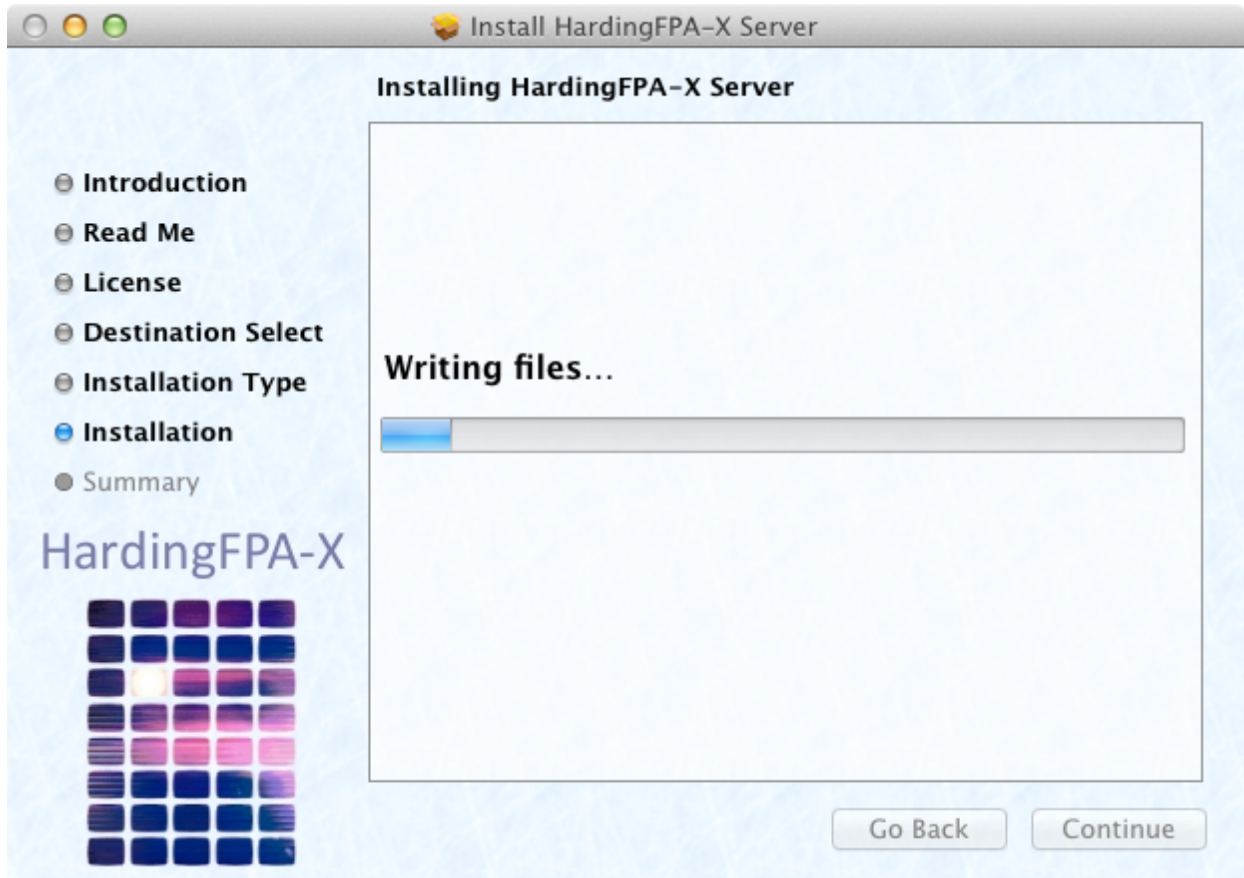 Install HardingFPA-X Server
Installing HardingFPA-X Server
Introduction
Read Me
License
Destination Select
Installation Type
Installation
Summary
HardingFPA-X
Writing files...
Go Back
Continue